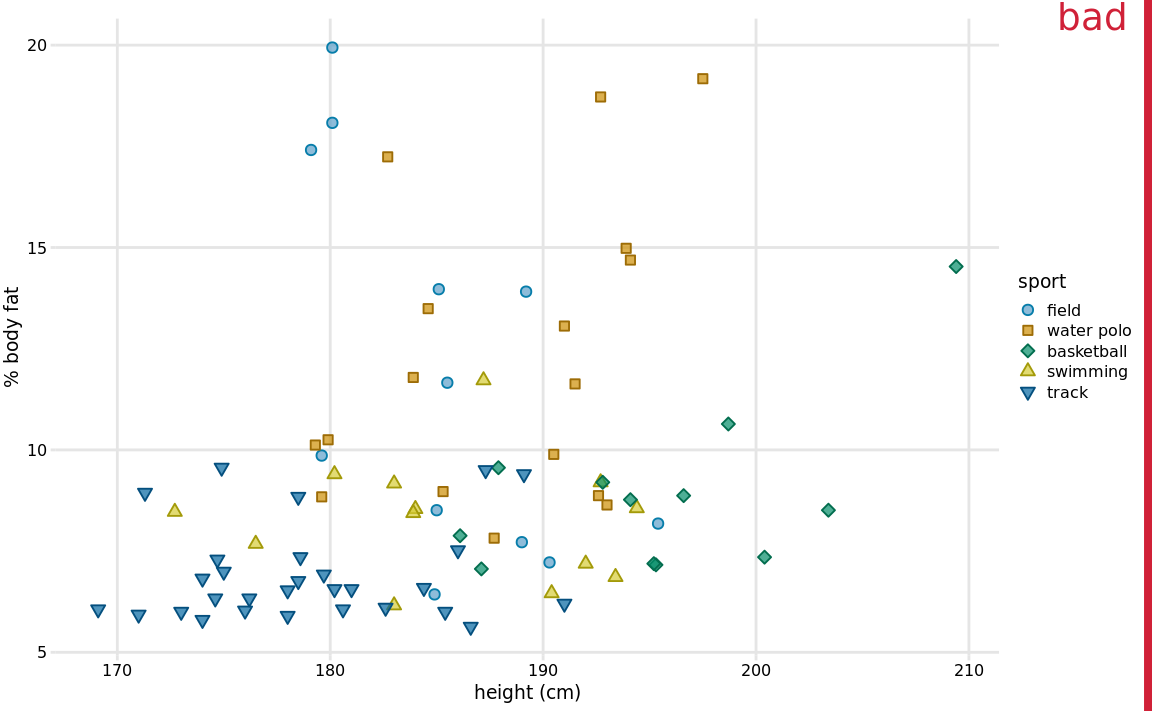 bad
20
15
10
5
% body fat
170
180
190
200
210
height (cm)
sport
field
water polo
basketball
swimming
track